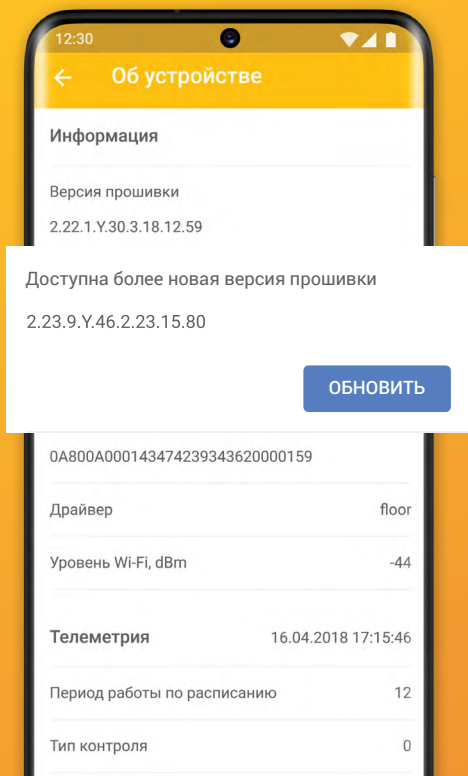 12:30
Об устройстве
Информация
Версия прошивки
2.22.1.Y.30.3.18.12.59
Доступна более новая версия прошивки
2.23.9.Y.46.2.23.15.80
ОБНОВИТЬ
0A800A000143474239343620000159
Драйвер floor
Уровень Wi-Fi, dBm -44
Телеметрия 16.04.2018 17:15:46
Период работы по расписанию 12
Тип контроля 0